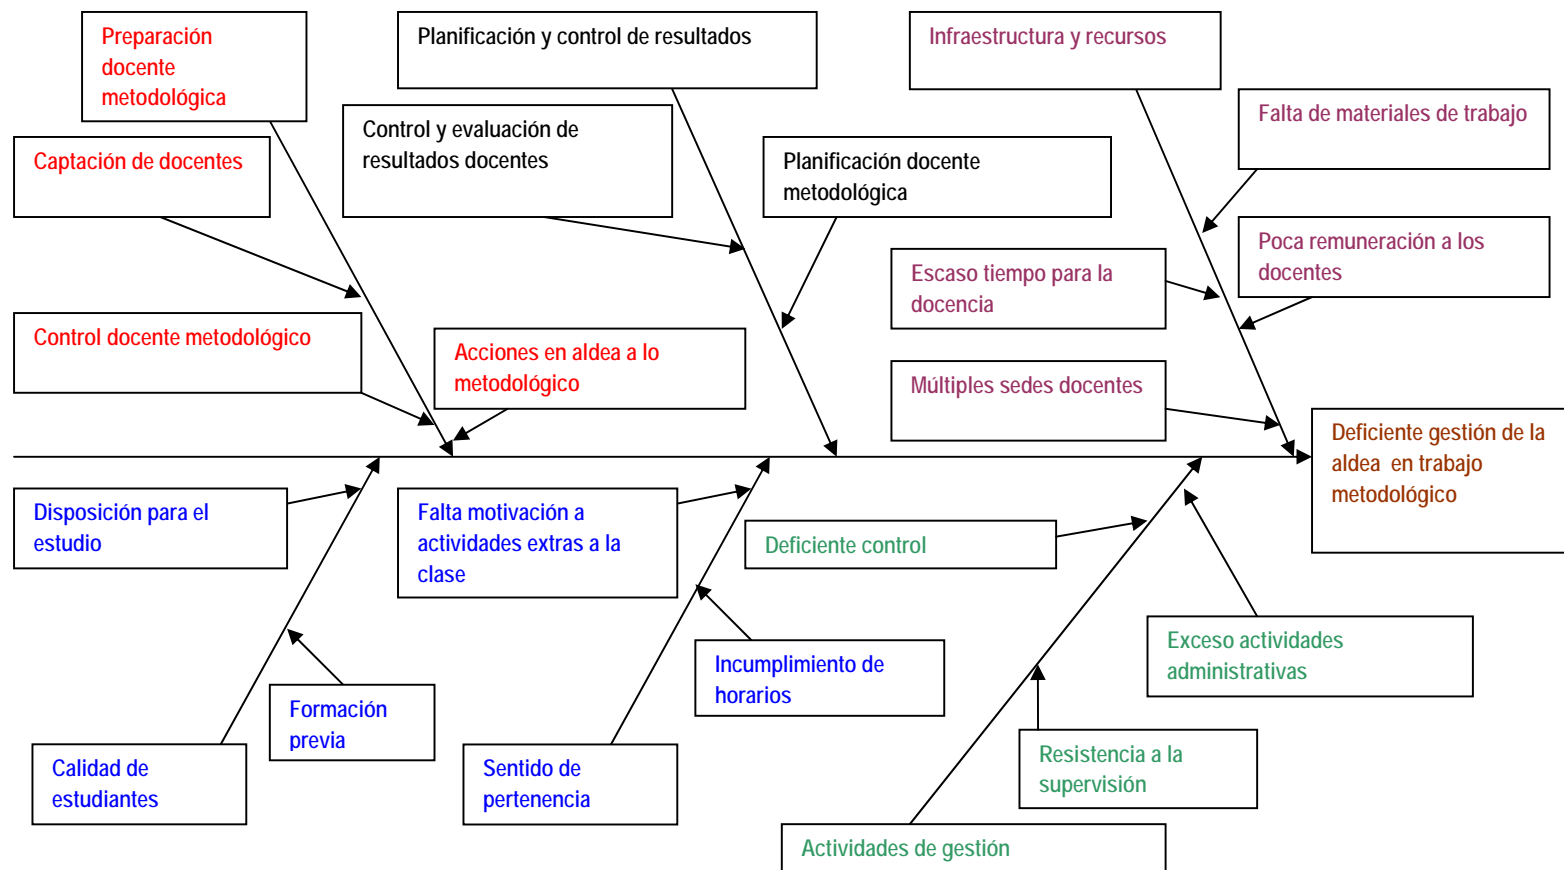 Preparación
docente
metodológica
Planificación y control de resultados
Infraestructura y recursos
Falta de materiales de trabajo
Captación de docentes
Control y evaluación de
resultados docentes
Planificación docente
metodológica
Poca remuneración a los
docentes
Escaso tiempo para la
docencia
Control docente metodológico
Acciones en aldea a lo
metodológico
Múltiples sedes docentes
Deficiente gestión de la
aldea en trabajo
metodológico
Disposición para el
estudio
Falta motivación a
actividades extras a la
clase
Deficiente control
Exceso actividades
administrativas
Incumplimiento de
horarios
Formación
previa
Calidad de
estudiantes
Sentido de
pertenencia
Resistencia a la
supervisión
Actividades de gestión